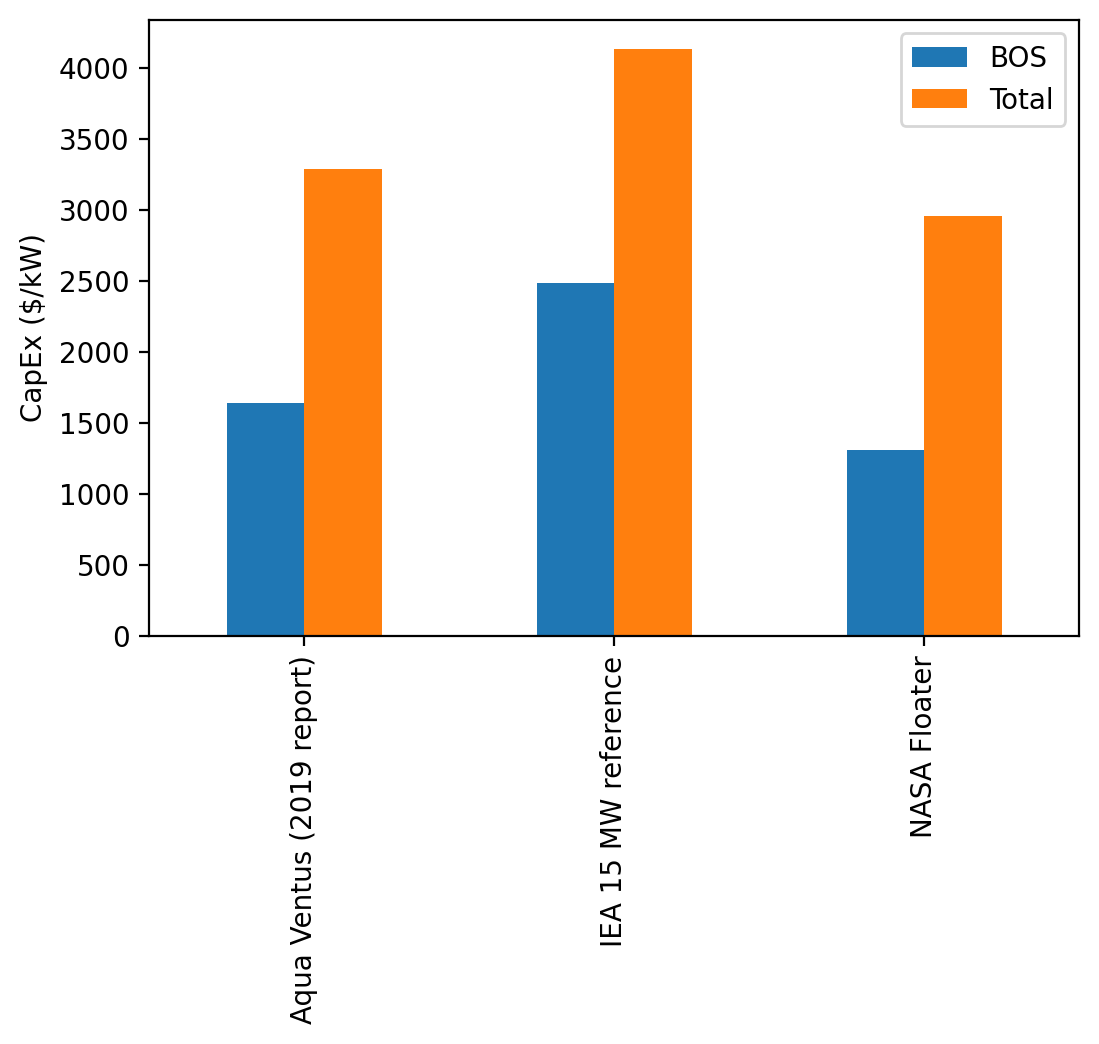 BOS
Total
4000
3500
3000
2500
2000
1500
1000
500
0
CapEx ($/kW)
Aqua Ventus (2019 report)
IEA 15 MW reference
NASA Floater